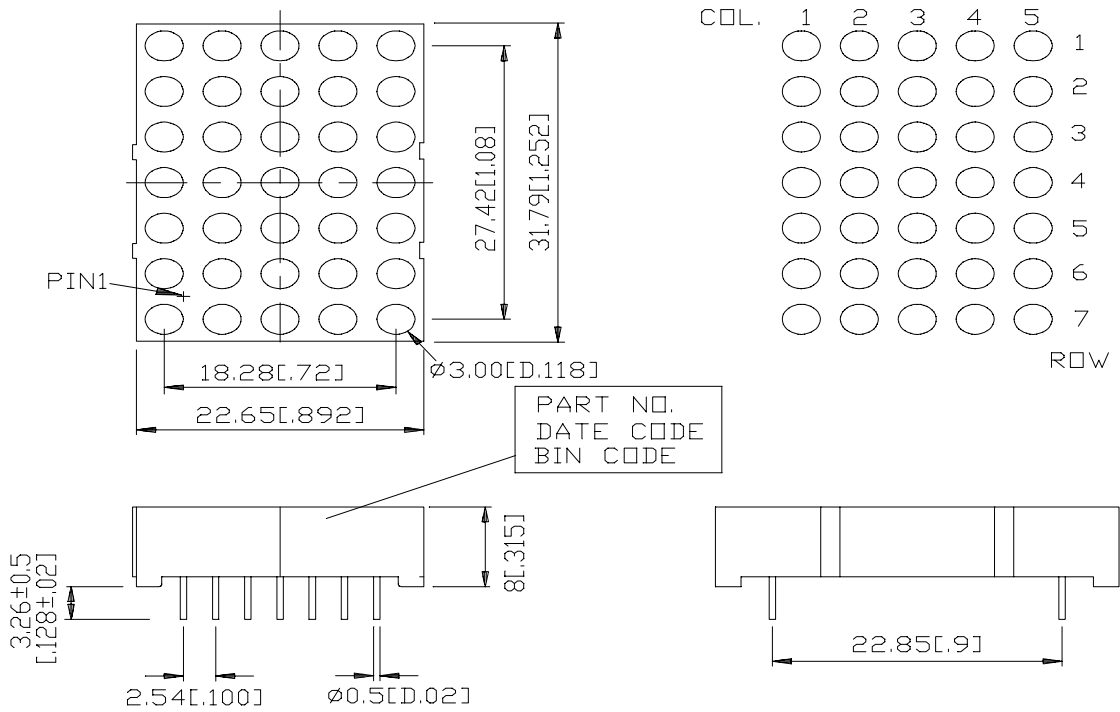 COL. 1 2 3 4 5
1
2
3
4
5
6
7
ROW
27.42[1.08]
31.79[1.252]
PIN1
18.28[.72]
Ø3.00[D.118]
22.65[.892]
PART NO.
DATE CODE
BIN CODE
3.26±0.5
[.128±.02]
8[.315]
2.54[.100]
Ø0.5[D.02]
22.85[.9]